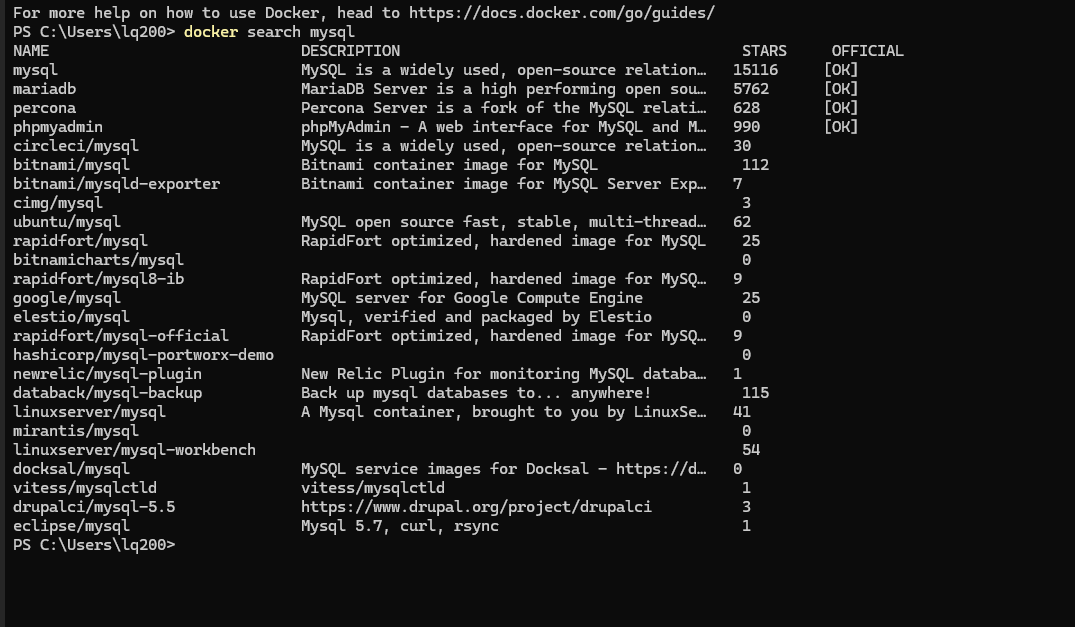 For more help on how to use Docker, head to https://docs.docker.com/go/guides/
PS C:\Users\lq200> docker search mysql
NAME                            DESCRIPTION                                      STARS     OFFICIAL
mysql                           MySQL is a widely used, open-source relation…   15116     [OK]
mariadb                         MariaDB Server is a high performing open sou…   5762      [OK]
percona                         Percona Server is a fork of the MySQL relati…   628       [OK]
phpmyadmin                      phpMyAdmin - A web interface for MySQL and M…   990       [OK]
circleci/mysql                  MySQL is a widely used, open-source relation…   30
bitnami/mysql                   Bitnami container image for MySQL                112
bitnami/mysqld-exporter         Bitnami container image for MySQL Server Exp…   7
cimg/mysql                                                                       3
ubuntu/mysql                    MySQL open source fast, stable, multi-thread…   62
rapidfort/mysql                 RapidFort optimized, hardened image for MySQL    25
bitnamicharts/mysql                                                              0
rapidfort/mysql8-ib             RapidFort optimized, hardened image for MySQ…   9
google/mysql                    MySQL server for Google Compute Engine           25
elestio/mysql                   Mysql, verified and packaged by Elestio          0
rapidfort/mysql-official        RapidFort optimized, hardened image for MySQ…   9
hashicorp/mysql-portworx-demo                                                    0
newrelic/mysql-plugin           New Relic Plugin for monitoring MySQL databa…   1
databack/mysql-backup           Back up mysql databases to... anywhere!          115
linuxserver/mysql               A Mysql container, brought to you by LinuxSe…   41
mirantis/mysql                                                                   0
linuxserver/mysql-workbench                                                      54
docksal/mysql                   MySQL service images for Docksal - https://d…   0
vitess/mysqlctld                vitess/mysqlctld                                 1
drupalci/mysql-5.5              https://www.drupal.org/project/drupalci          3
eclipse/mysql                   Mysql 5.7, curl, rsync                           1
PS C:\Users\lq200>